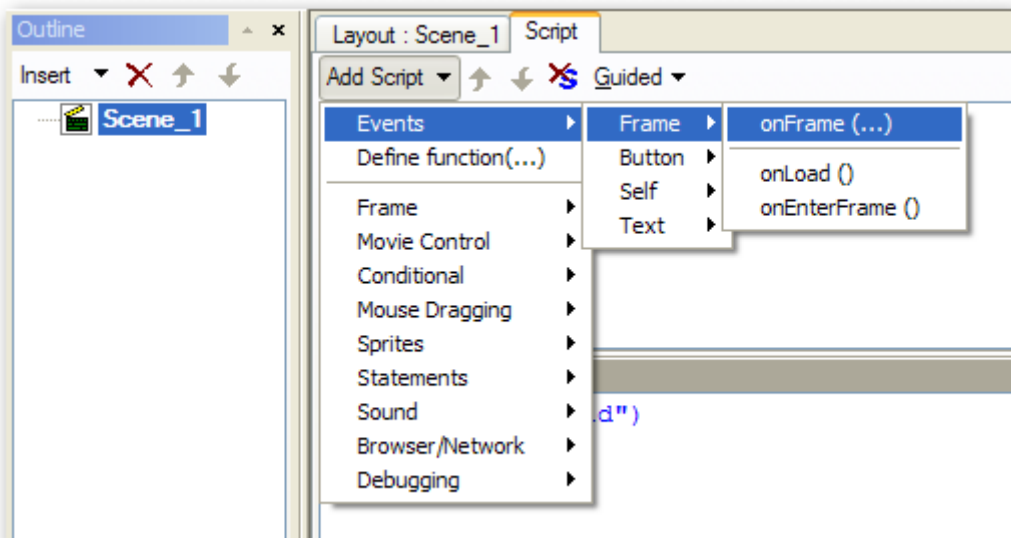 Outline
Insert
Scene_1
Layout : Scene_1 Script
Add Script Guided
Events
Define function(...)
Frame
Movie Control
Conditional
Mouse Dragging
Sprites
Statements
Sound
Browser/Network
Debugging
Frame
Button
Self
Text
onFrame (...)
onLoad ()
onEnterFrame ()
d")